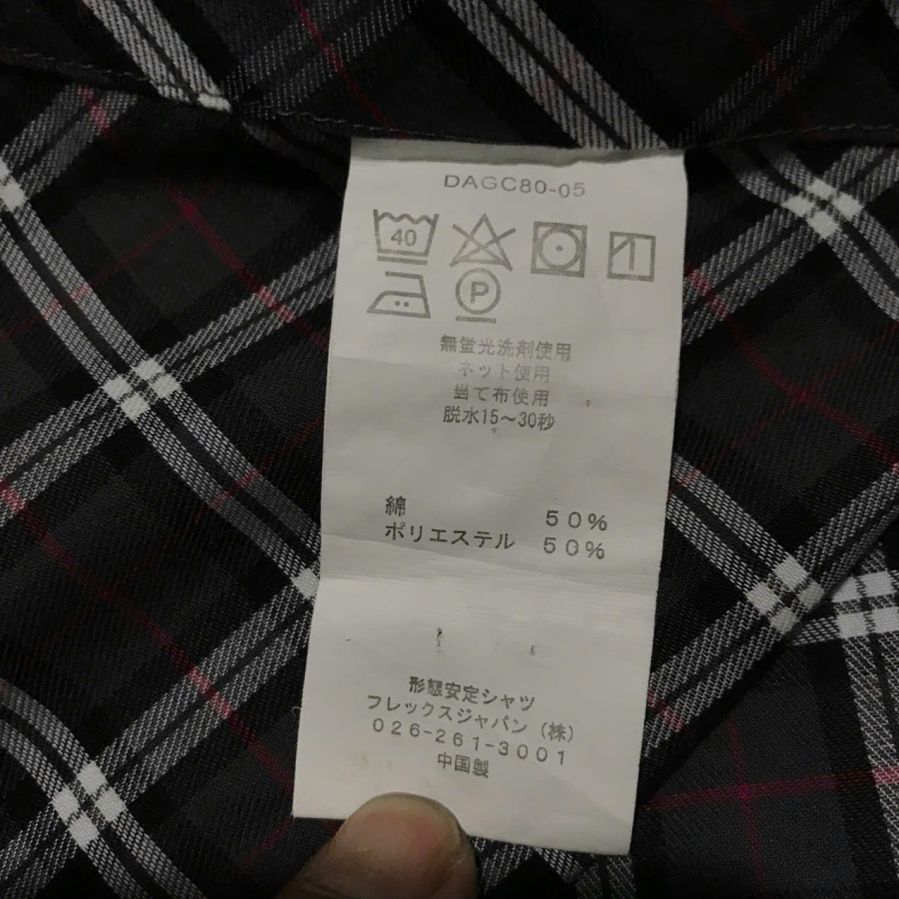 DAGC80-05
40
P
無蛍光洗剤使用
ネット使用
当て布使用
脱水15～30秒
綿 50%
ポリエステル 50%
形態安定シャツ
フレックスジャパン（株）
026-261-3001
中国製